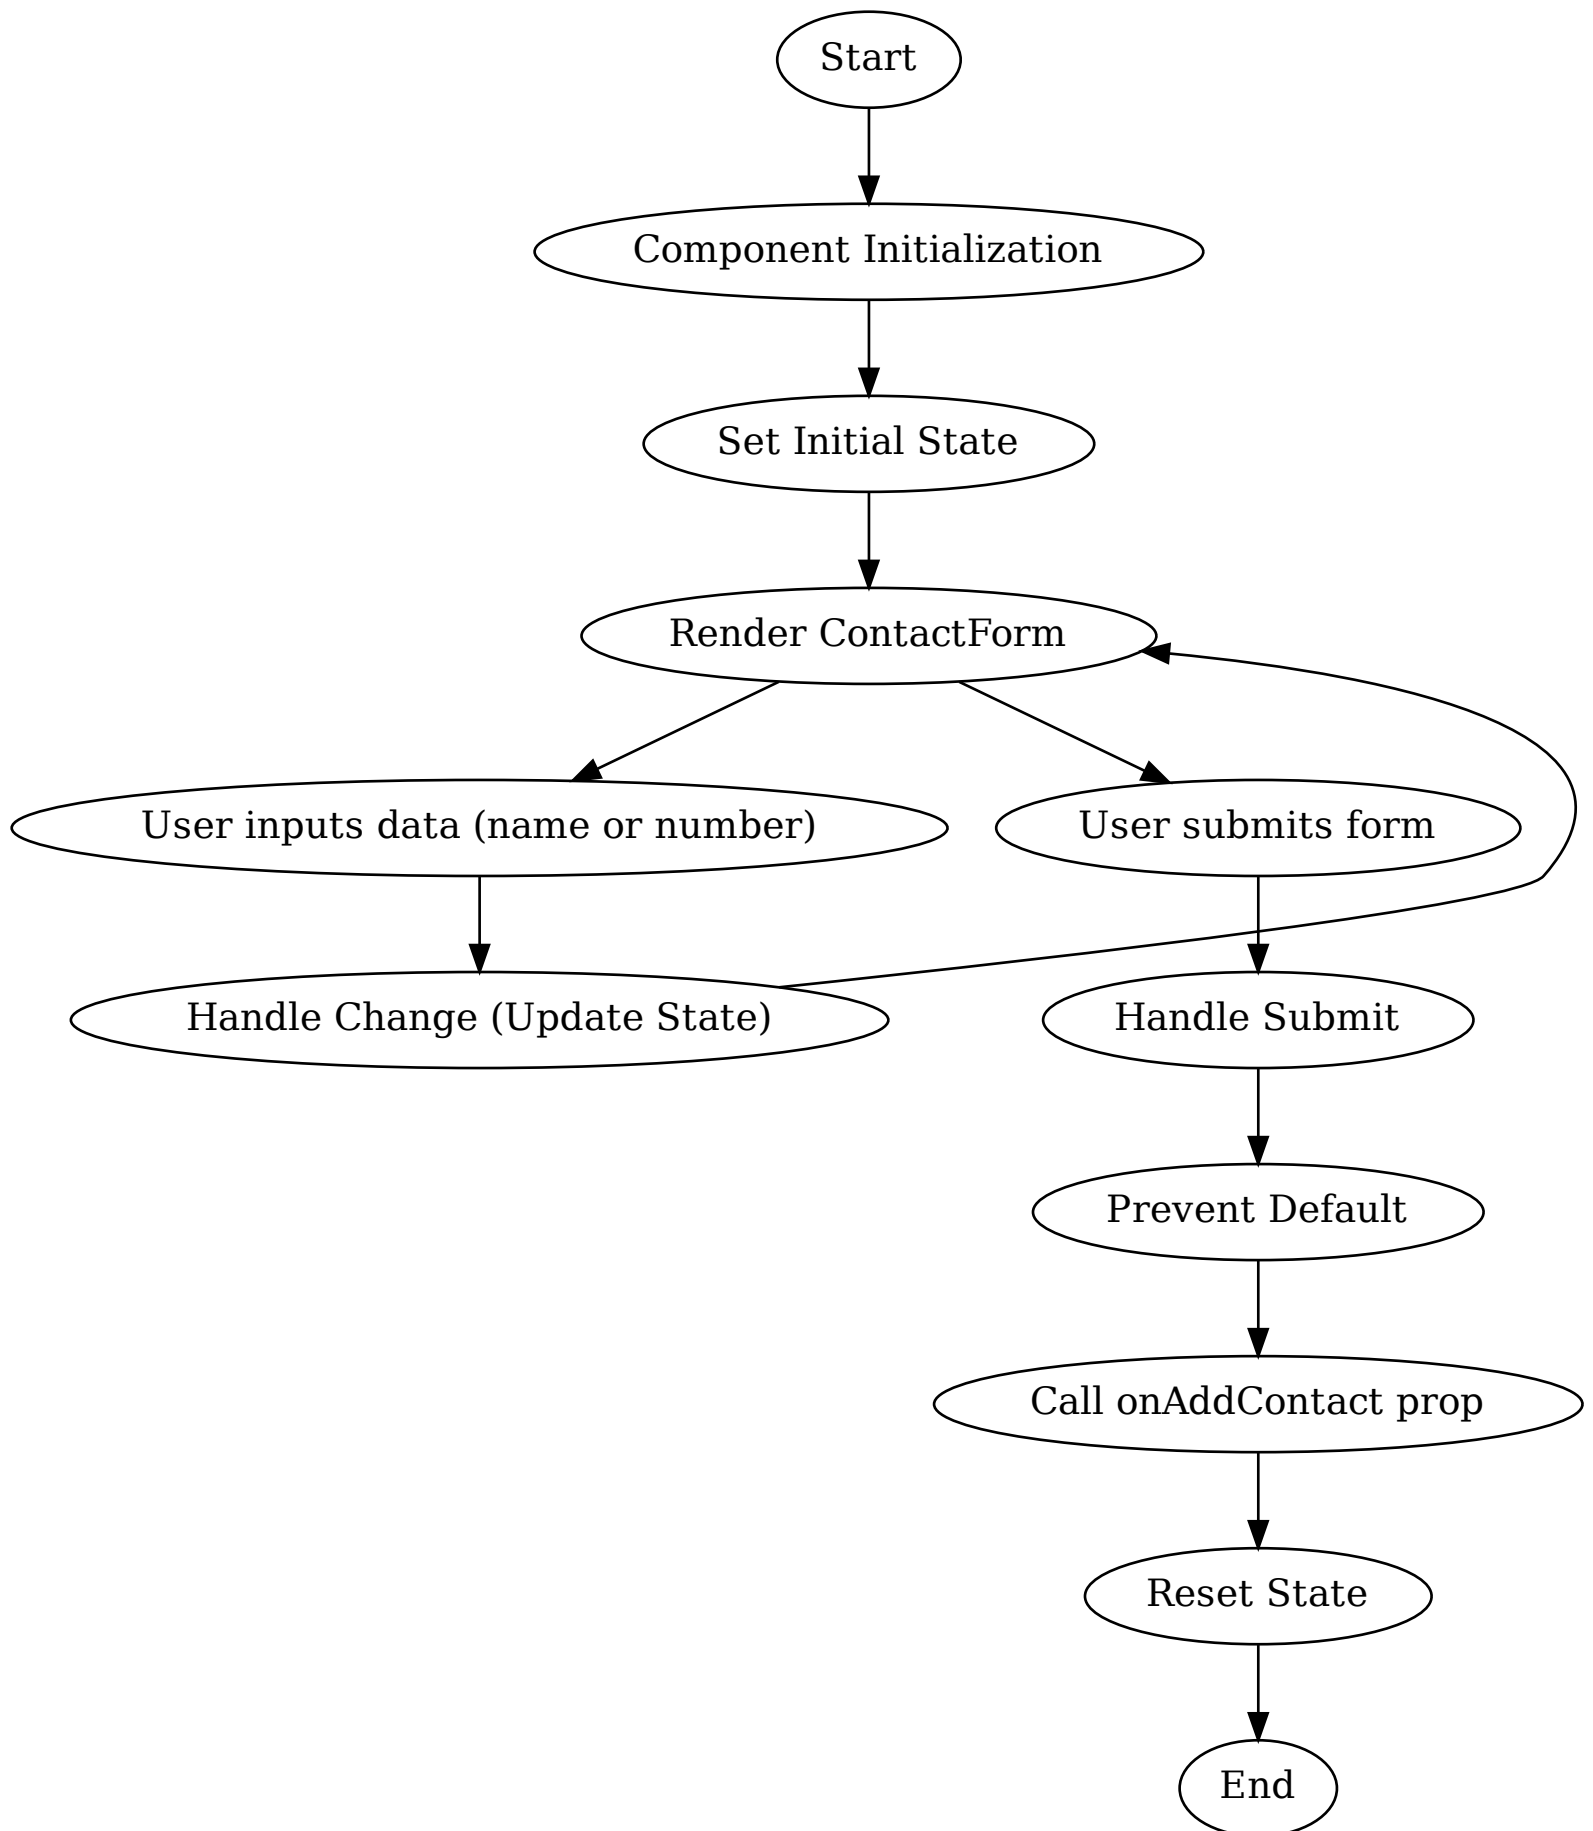 Start
Component Initialization
Set Initial State
Render ContactForm
User inputs data (name or number)
User submits form
Handle Change (Update State)
Handle Submit
Prevent Default
Call onAddContact prop
Reset State
End